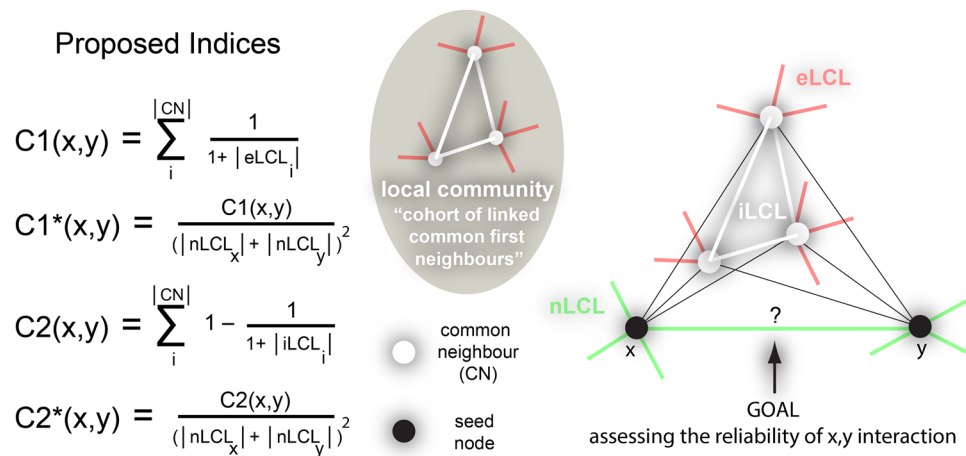 Proposed Indices
C1(x,y) = ∑_i^|CN| 1 / (1+ |eLCL_i|)
C1*(x,y) = C1(x,y) / (|nLCL_x| + |nLCL_y|)^2
C2(x,y) = ∑_i^|CN| 1 − 1 / (1+ |iLCL_i|)
C2*(x,y) = C2(x,y) / (|nLCL_x| + |nLCL_y|)^2
local community
“cohort of linked
common first
neighbours”
common
neighbour
(CN)
seed
node
eLCL
iLCL
nLCL
?
x
y
GOAL
assessing the reliability of x,y interaction